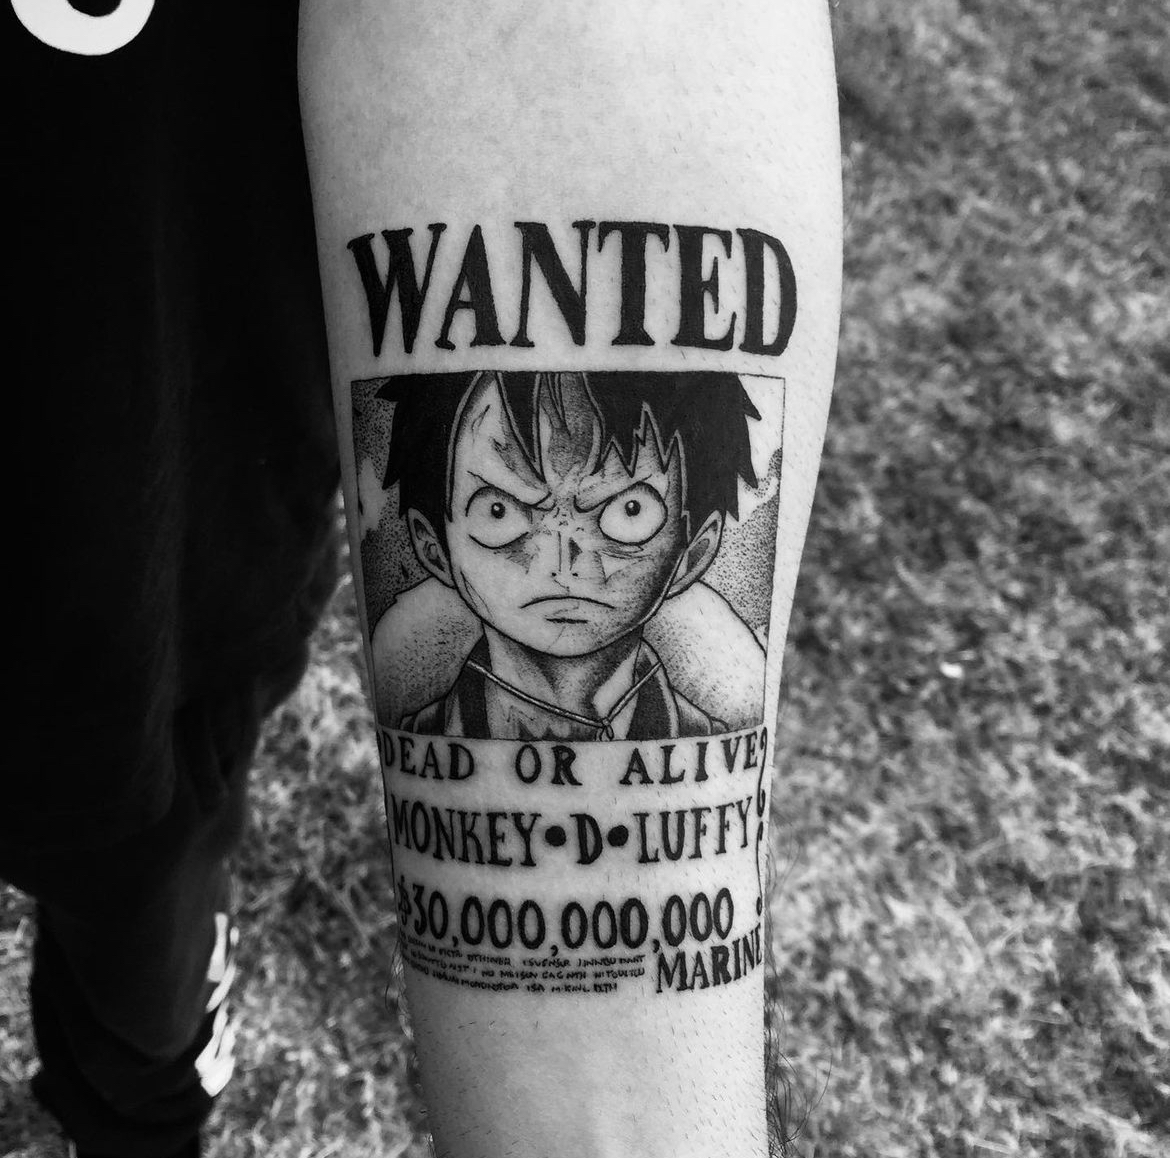 WANTED
DEAD OR ALIVE
MONKEY•D•LUFFY
฿30,000,000,000
MARINE